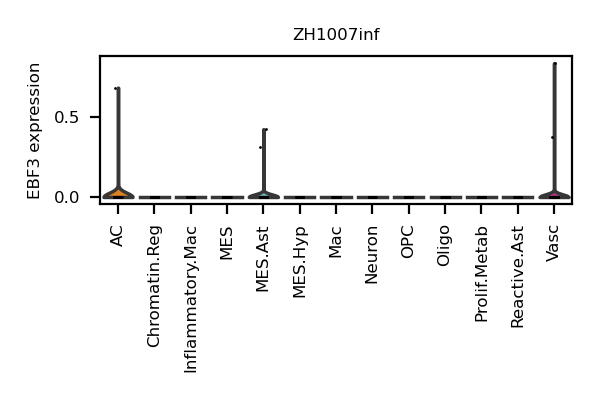 ZH1007inf
EBF3 expression
0.5
0.0
AC
Chromatin.Reg
Inflammatory.Mac
MES
MES.Ast
MES.Hyp
Mac
Neuron
OPC
Oligo
Prolif.Metab
Reactive.Ast
Vasc